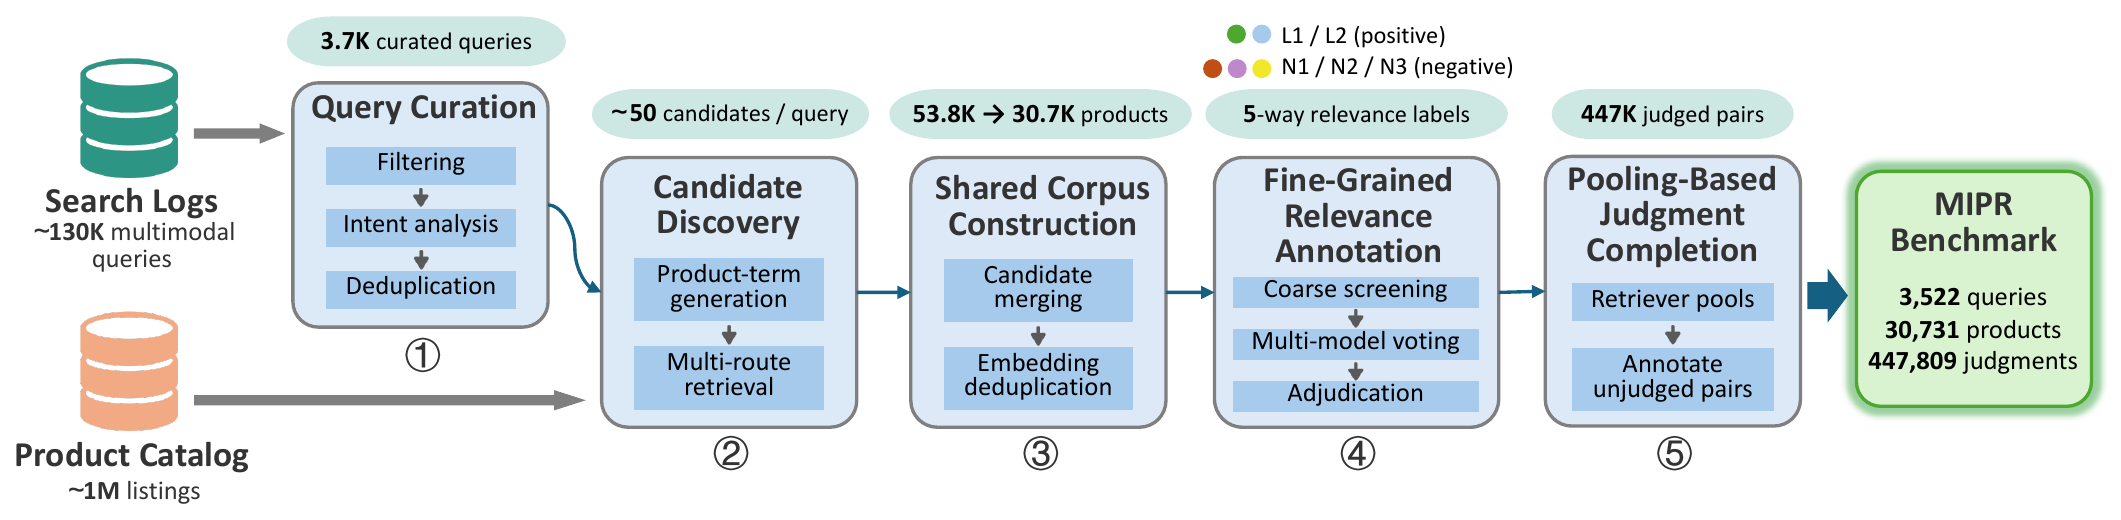 Search Logs
~130K multimodal
queries
Product Catalog
~1M listings
3.7K curated queries
Query Curation
Filtering
Intent analysis
Deduplication
①
~50 candidates / query
Candidate
Discovery
Product-term
generation
Multi-route
retrieval
②
53.8K → 30.7K products
Shared Corpus
Construction
Candidate
merging
Embedding
deduplication
③
L1 / L2 (positive)
N1 / N2 / N3 (negative)
5-way relevance labels
Fine-Grained
Relevance
Annotation
Coarse screening
Multi-model voting
Adjudication
④
447K judged pairs
Pooling-Based
Judgment
Completion
Retriever pools
Annotate
unjudged pairs
⑤
MIPR
Benchmark
3,522 queries
30,731 products
447,809 judgments